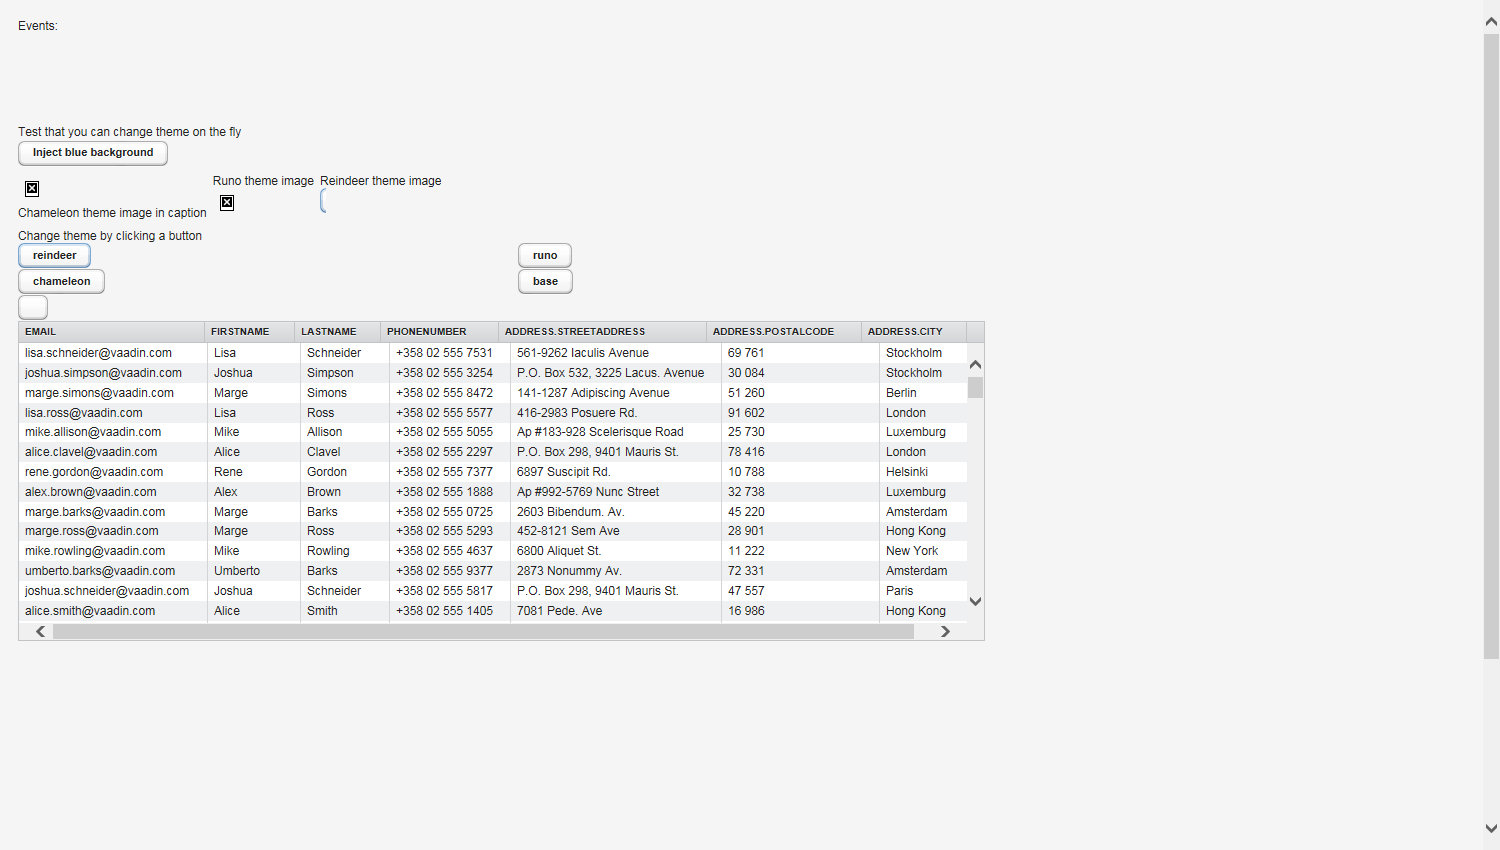 Events:
Test that you can change theme on the fly
Inject blue background
Runo theme image Reindeer theme image
Chameleon theme image in caption
Change theme by clicking a button
reindeer runo
chameleon base
EMAIL FIRSTNAME LASTNAME PHONENUMBER ADDRESS.STREETADDRESS ADDRESS.POSTALCODE ADDRESS.CITY
lisa.schneider@vaadin.com Lisa Schneider +358 02 555 7531 561-9262 Iaculis Avenue 69 761 Stockholm
joshua.simpson@vaadin.com Joshua Simpson +358 02 555 3254 P.O. Box 532, 3225 Lacus. Avenue 30 084 Stockholm
marge.simons@vaadin.com Marge Simons +358 02 555 8472 141-1287 Adipiscing Avenue 51 260 Berlin
lisa.ross@vaadin.com Lisa Ross +358 02 555 5577 416-2983 Posuere Rd. 91 602 London
mike.allison@vaadin.com Mike Allison +358 02 555 5055 Ap #183-928 Scelerisque Road 25 730 Luxemburg
alice.clavel@vaadin.com Alice Clavel +358 02 555 2297 P.O. Box 298, 9401 Mauris St. 78 416 London
rene.gordon@vaadin.com Rene Gordon +358 02 555 7377 6897 Suscipit Rd. 10 788 Helsinki
alex.brown@vaadin.com Alex Brown +358 02 555 1888 Ap #992-5769 Nunc Street 32 738 Luxemburg
marge.barks@vaadin.com Marge Barks +358 02 555 0725 2603 Bibendum. Av. 45 220 Amsterdam
marge.ross@vaadin.com Marge Ross +358 02 555 5293 452-8121 Sem Ave 28 901 Hong Kong
mike.rowling@vaadin.com Mike Rowling +358 02 555 4637 6800 Aliquet St. 11 222 New York
umberto.barks@vaadin.com Umberto Barks +358 02 555 9377 2873 Nonummy Av. 72 331 Amsterdam
joshua.schneider@vaadin.com Joshua Schneider +358 02 555 5817 P.O. Box 298, 9401 Mauris St. 47 557 Paris
alice.smith@vaadin.com Alice Smith +358 02 555 1405 7081 Pede. Ave 16 986 Hong Kong